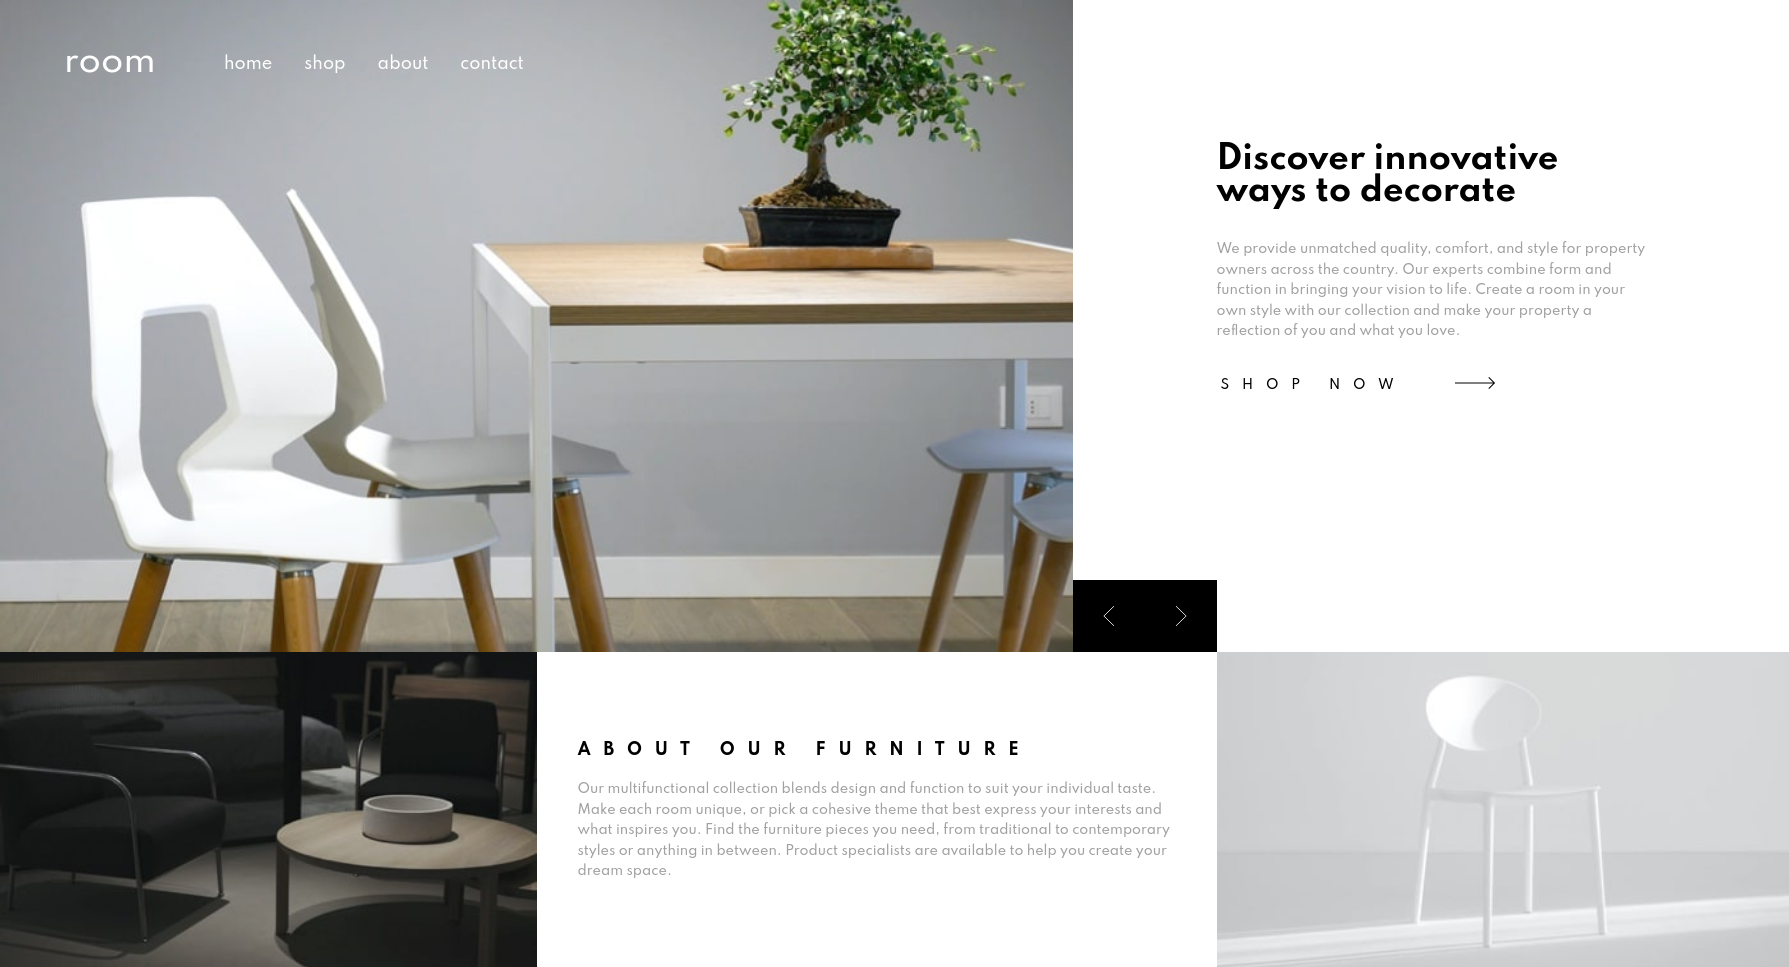 room
home shop about contact
Discover innovative
ways to decorate
We provide unmatched quality, comfort, and style for property
owners across the country. Our experts combine form and
function in bringing your vision to life. Create a room in your
own style with our collection and make your property a
reflection of you and what you love.
SHOP NOW
ABOUT OUR FURNITURE
Our multifunctional collection blends design and function to suit your individual taste.
Make each room unique, or pick a cohesive theme that best express your interests and
what inspires you. Find the furniture pieces you need, from traditional to contemporary
styles or anything in between. Product specialists are available to help you create your
dream space.